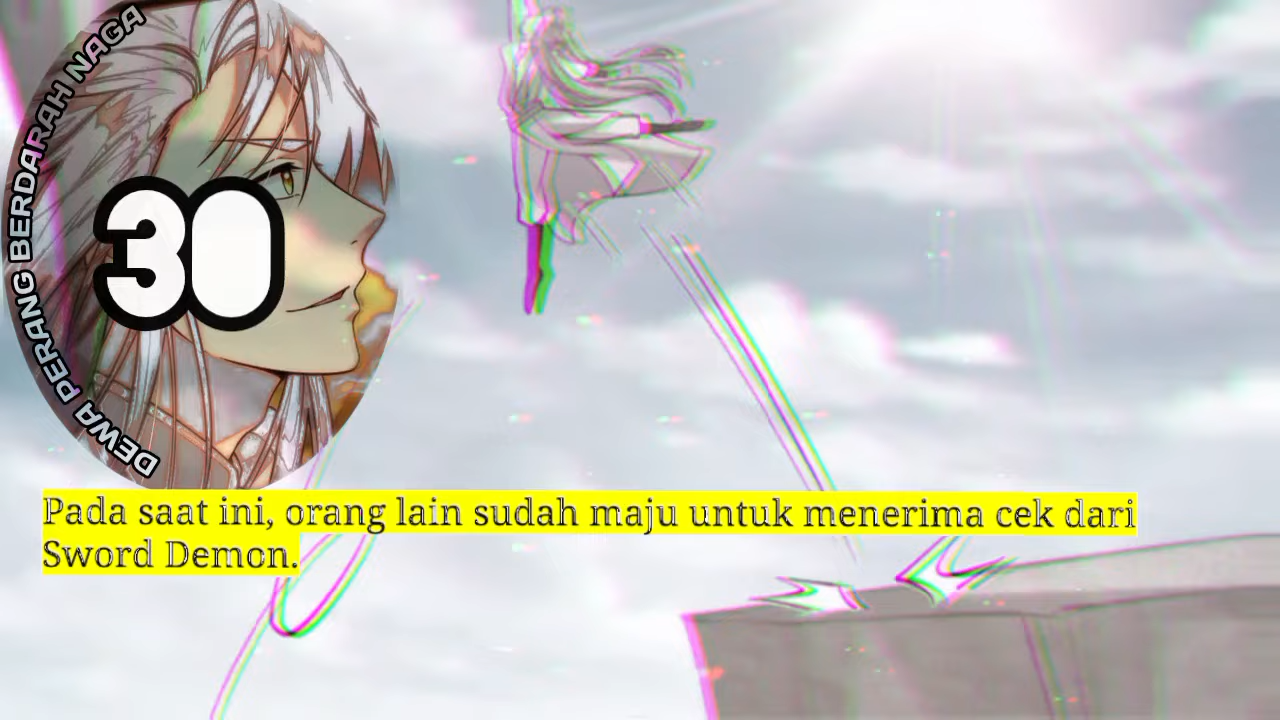 DEWA PERANG BERDARAH NAGA
30
Pada saat ini, orang lain sudah maju untuk menerima cek dari
Sword Demon.